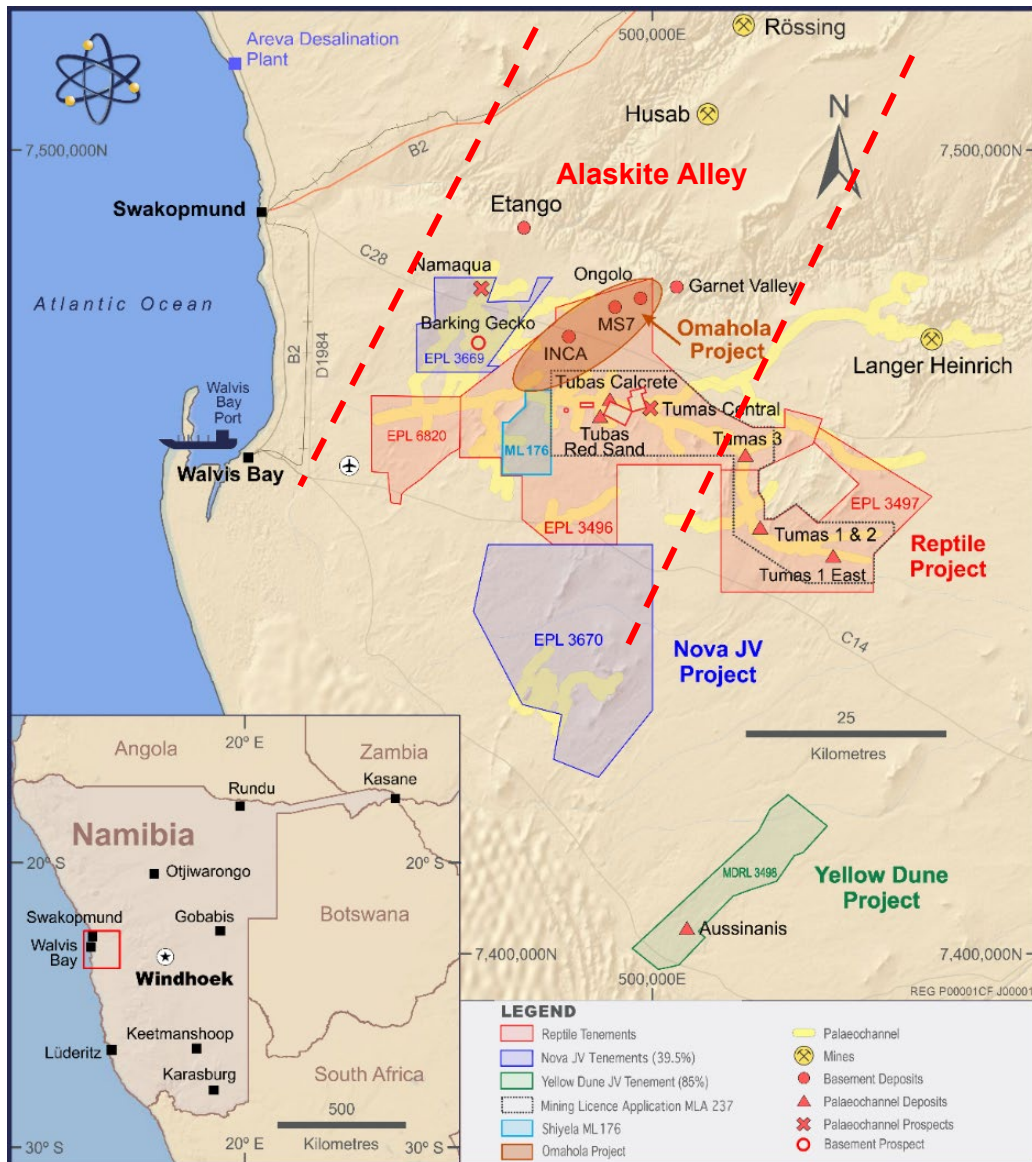 Areva Desalination
Plant
500,000E
Rössing
Husab
N
7,500,000N
7,500,000N
B2
Alaskite Alley
Swakopmund
Etango
C28
Namaqua
Ongolo
Garnet Valley
Atlantic Ocean
MS7
Omahola
Project
Barking Gecko
EPL 3669
INCA
B2
D1984
Langer Heinrich
Tubas Calcrete
Tumas Central
Walvis
Bay
Port
EPL 6820
Tubas
Red Sand
Tumas 3
ML 176
Walvis Bay
EPL 3496
EPL 3497
Tumas 1 & 2
Reptile
Project
Tumas 1 East
EPL 3670
C14
Nova JV
Project
25
Kilometres
MDRL 3498
Yellow Dune
Project
Aussinanis
7,400,000N
7,400,000N
500,000E
REG P00001CF J00001
Angola
20° E
Zambia
Kasane
Rundu
Namibia
20° S
20° S
Otjiwarongo
Botswana
Swakopmund
Gobabis
Walvis
Bay
Windhoek
Keetmanshoop
Lüderitz
Karasburg
South Africa
500
Kilometres
30° S
20° E
30° S
LEGEND
Reptile Tenements
Nova JV Tenements (39.5%)
Yellow Dune JV Tenement (85%)
Mining Licence Application MLA 237
Shiyela ML176
Omahola Project
Palaeochannel
Mines
Basement Deposits
Palaeochannel Deposits
Palaeochannel Prospects
Basement Prospect